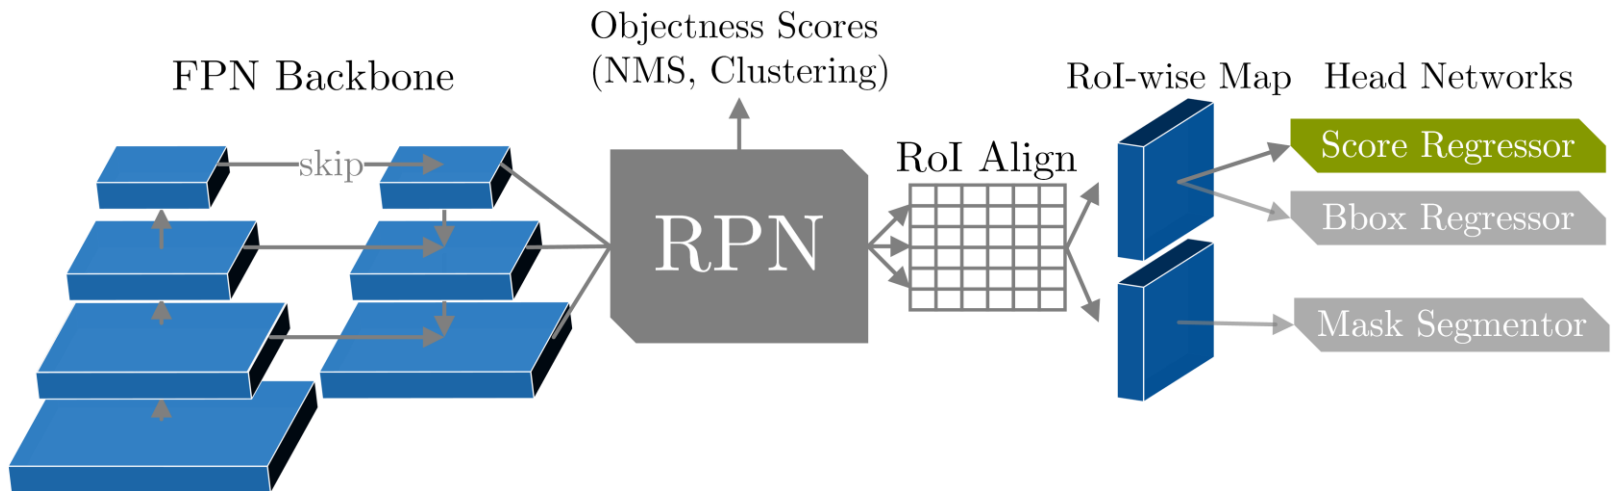 Objectness Scores
(NMS, Clustering)
FPN Backbone
RoI-wise Map
Head Networks
skip
RPN
RoI Align
Score Regressor
Bbox Regressor
Mask Segmentor